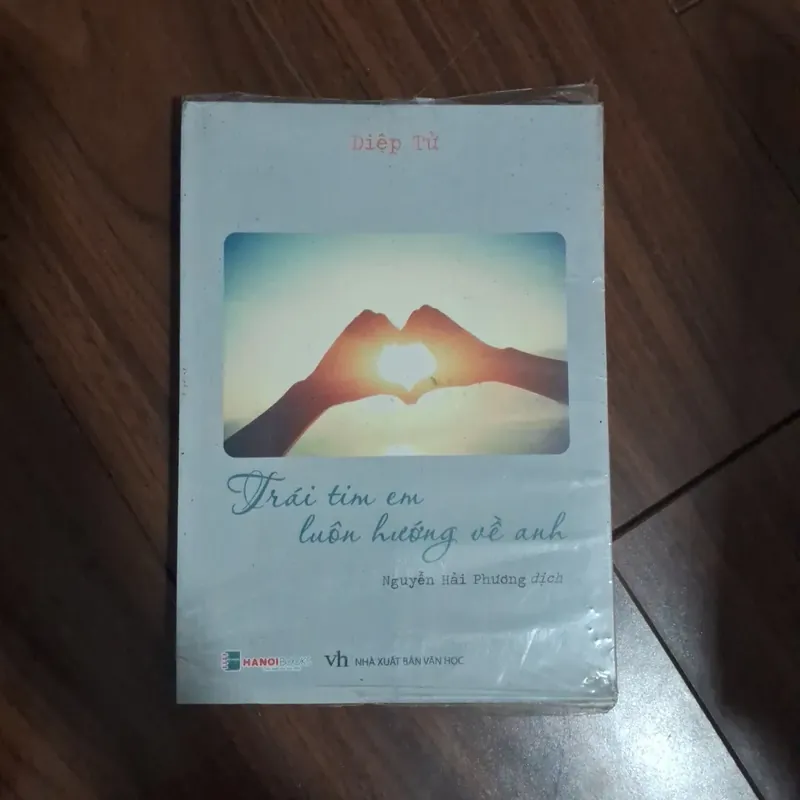 Diệp Tử
Trái tim em
luôn hướng về anh
Nguyễn Hải Phương dịch
HANOIBOOKS
vh NHÀ XUẤT BẢN VĂN HỌC